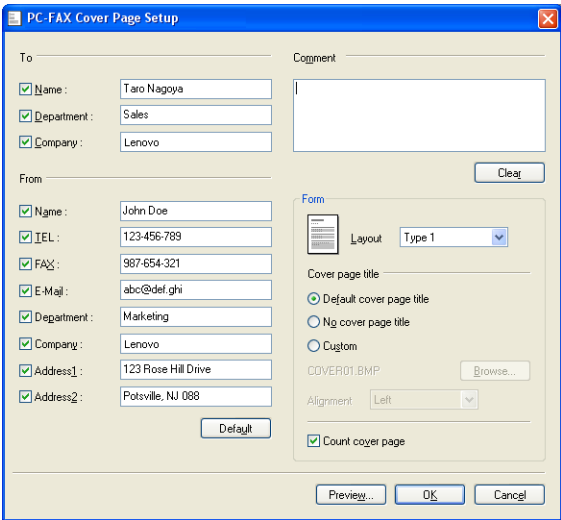 PC-FAX Cover Page Setup
To
Name :
Taro Nagoya
Department :
Sales
Company :
Lenovo
From
Name :
John Doe
TEL :
123-456-789
FAX :
987-654-321
E-Mail :
abc@def.ghi
Department :
Marketing
Company :
Lenovo
Address1 :
123 Rose Hill Drive
Address2 :
Potsville, NJ 088
Default
Comment
Clear
Form
Layout
Type 1
Cover page title
Default cover page title
No cover page title
Custom
COVER01.BMP
Browse...
Alignment
Left
Count cover page
Preview...
OK
Cancel